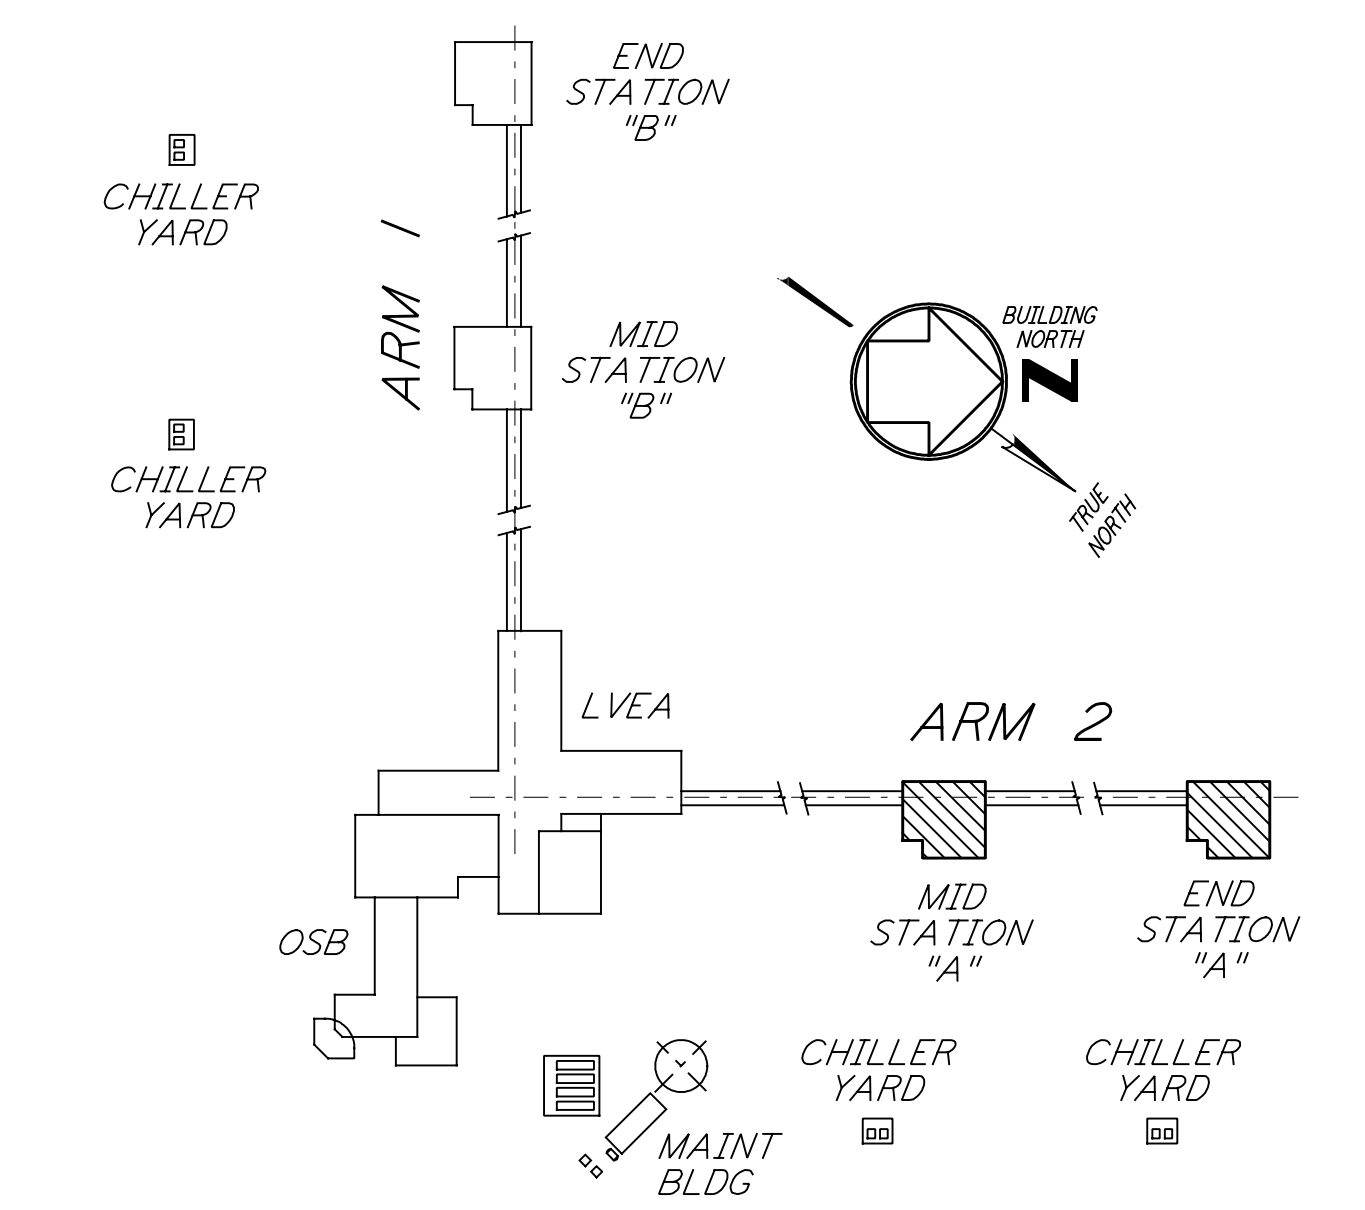 END
STATION
"B"
CHILLER
YARD
ARM 1
BUILDING
NORTH
N
MID
STATION
"B"
CHILLER
YARD
TRUE
NORTH
LVEA
ARM 2
MID
STATION
"A"
END
STATION
"A"
OSB
CHILLER
YARD
CHILLER
YARD
MAINT
BLDG